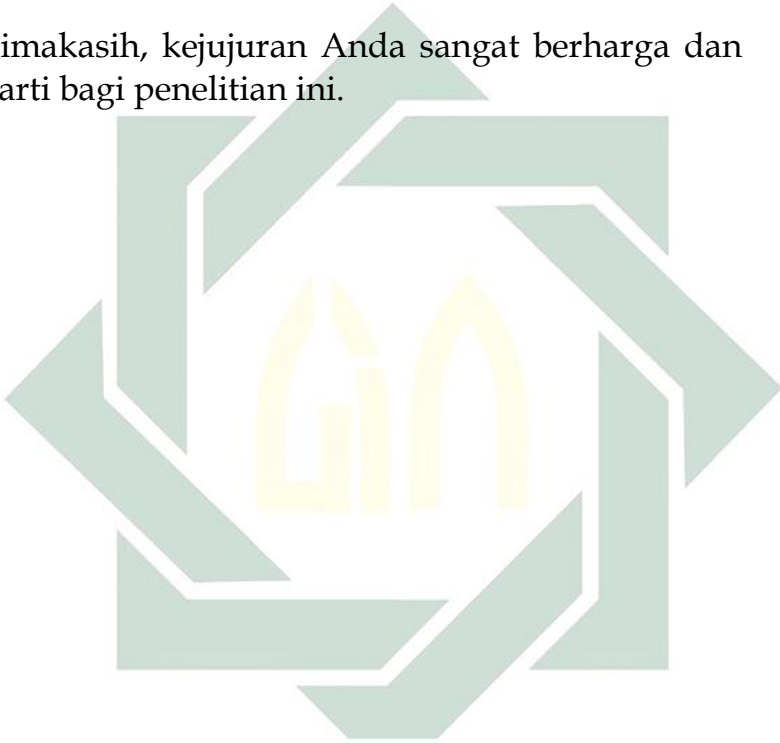 imakasih, kejujuran Anda sangat berharga dan
arti bagi penelitian ini.